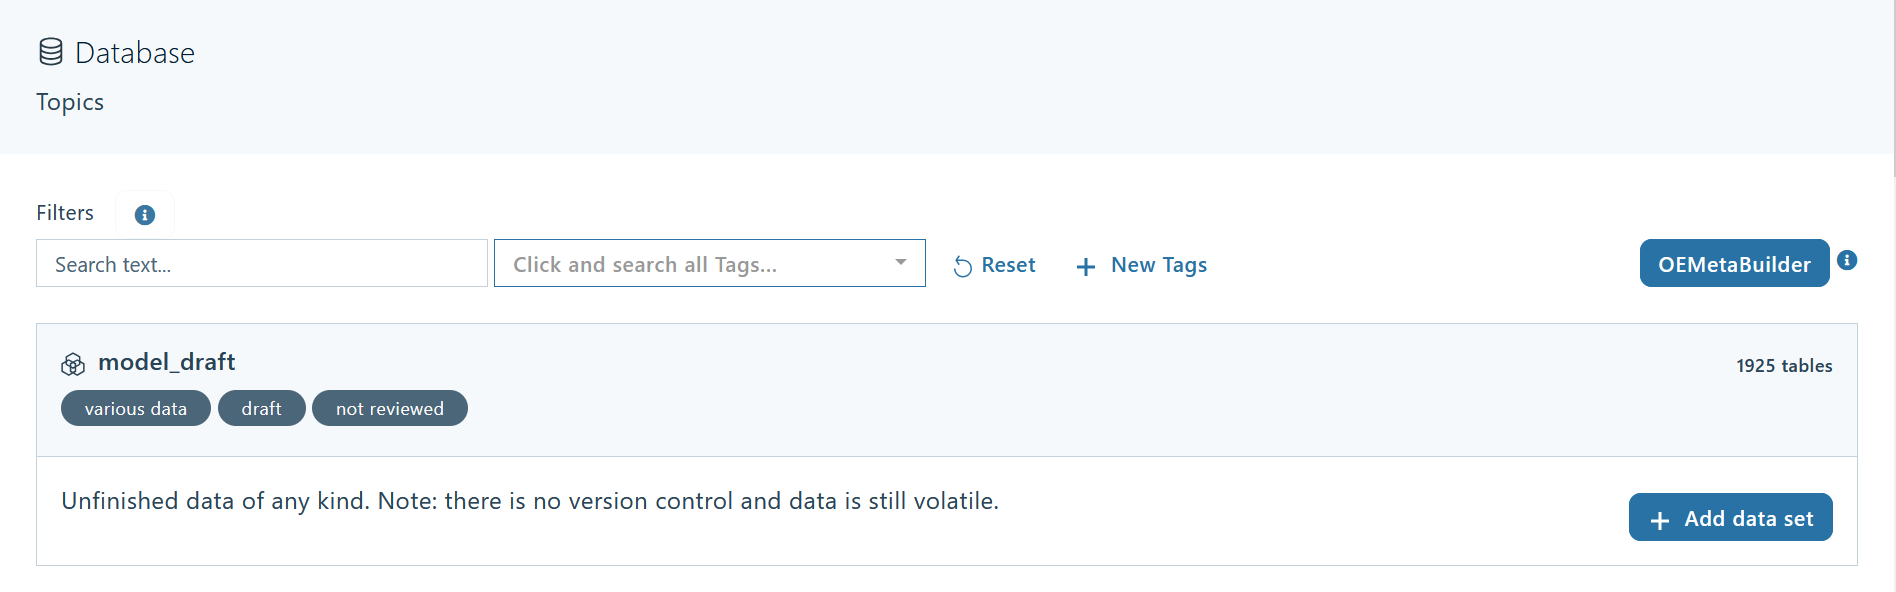 Database
Topics
Filters
Search text...
Click and search all Tags...
Reset
New Tags
OEMetaBuilder
model_draft
1925 tables
various data
draft
not reviewed
Unfinished data of any kind. Note: there is no version control and data is still volatile.
Add data set